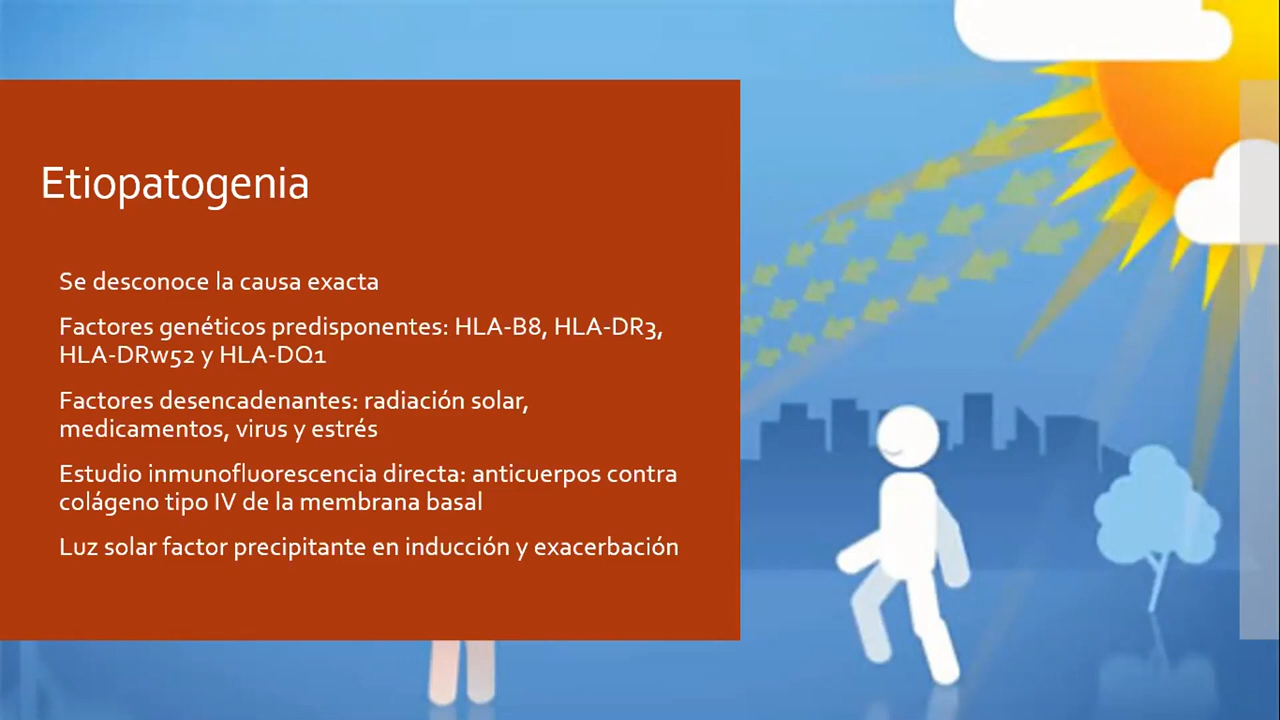 Etiopatogenia
Se desconoce la causa exacta
Factores genéticos predisponentes: HLA-B8, HLA-DR3,
HLA-DRw52 y HLA-DQ1
Factores desencadenantes: radiación solar,
medicamentos, virus y estrés
Estudio inmunofluorescencia directa: anticuerpos contra
colágeno tipo IV de la membrana basal
Luz solar factor precipitante en inducción y exacerbación